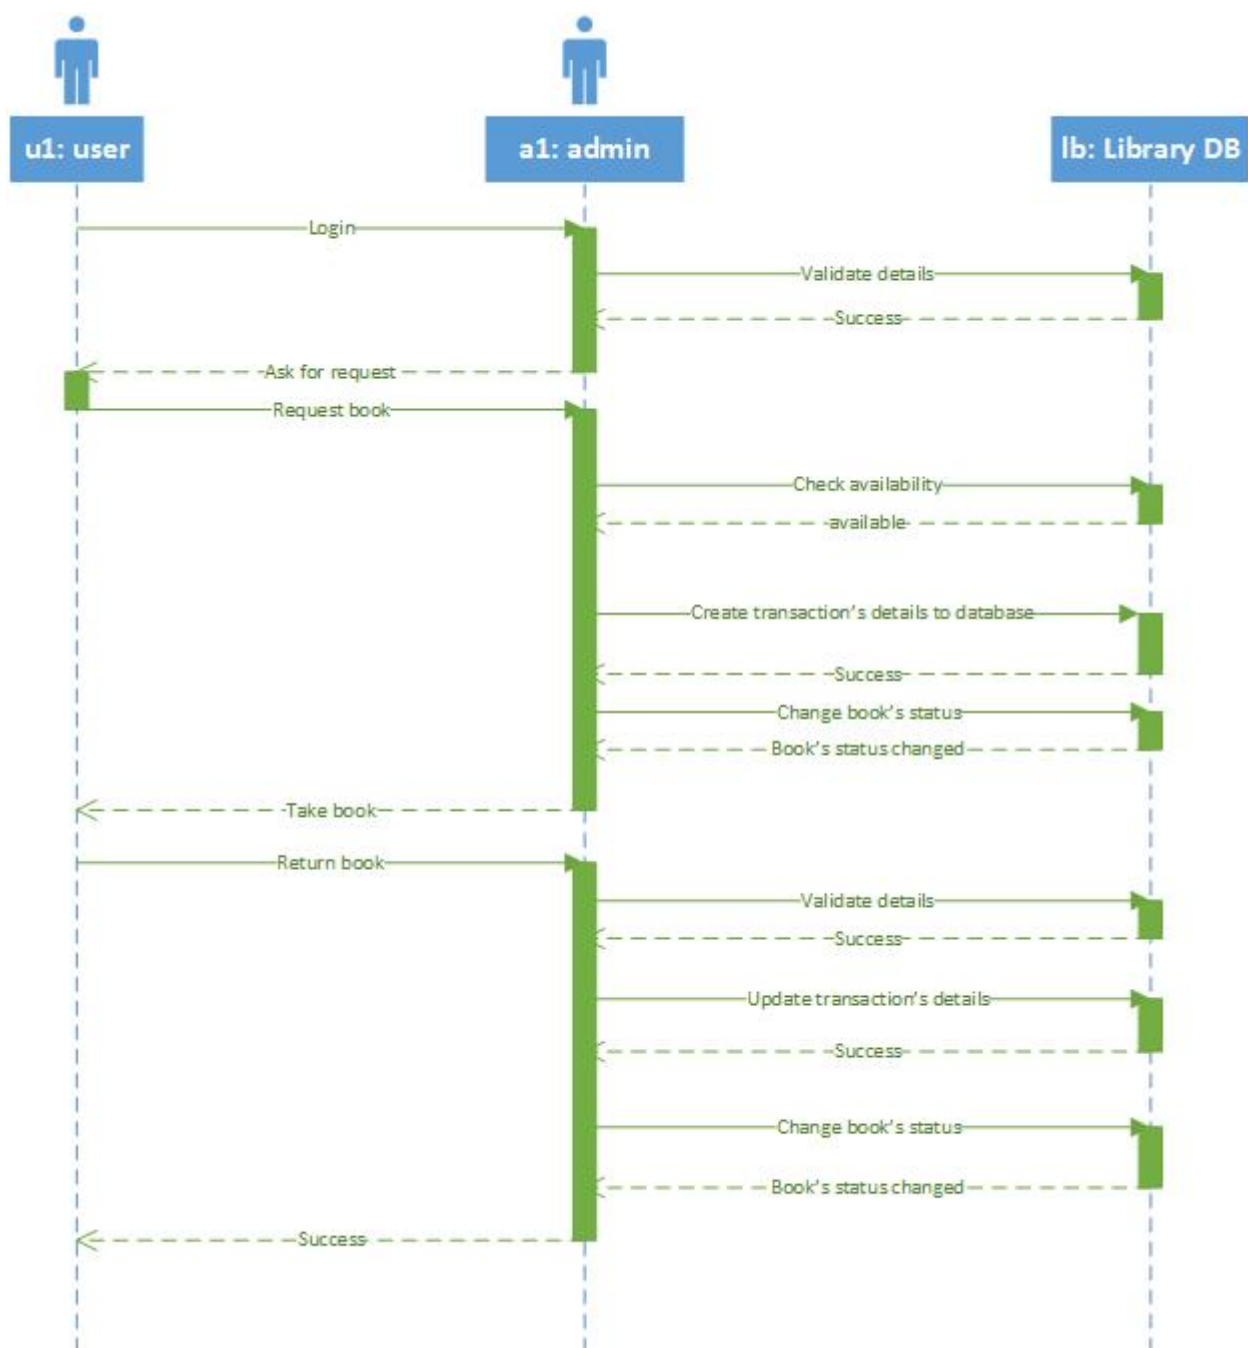 u1: user
a1: admin
lb: Library DB
Login
Validate details
Success
Ask for request
Request book
Check availability
available
Create transaction’s details to database
Success
Change book’s status
Book’s status changed
Take book
Return book
Validate details
Success
Update transaction’s details
Success
Change book’s status
Book’s status changed
Success